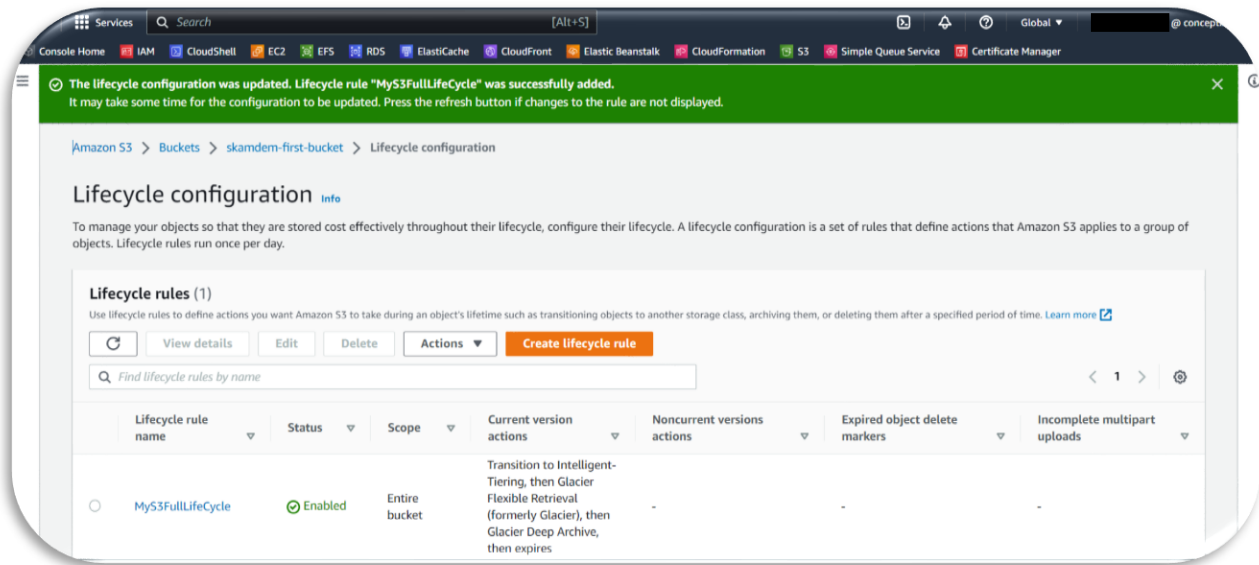 Services Search [Alt+S] Global ▼ @ concepti
Console Home IAM CloudShell EC2 EFS RDS ElastiCache CloudFront Elastic Beanstalk CloudFormation S3 Simple Queue Service Certificate Manager
The lifecycle configuration was updated. Lifecycle rule "MyS3FullLifeCycle" was successfully added.
It may take some time for the configuration to be updated. Press the refresh button if changes to the rule are not displayed.
Amazon S3 > Buckets > skamdem-first-bucket > Lifecycle configuration
Lifecycle configuration Info
To manage your objects so that they are stored cost effectively throughout their lifecycle, configure their lifecycle. A lifecycle configuration is a set of rules that define actions that Amazon S3 applies to a group of
objects. Lifecycle rules run once per day.
Lifecycle rules (1)
Use lifecycle rules to define actions you want Amazon S3 to take during an object's lifetime such as transitioning objects to another storage class, archiving them, or deleting them after a specified period of time. Learn more
View details Edit Delete Actions ▼ Create lifecycle rule
Find lifecycle rules by name < 1 >
Lifecycle rule name Status Scope Current version actions Noncurrent versions actions Expired object delete markers Incomplete multipart uploads
MyS3FullLifeCycle Enabled Entire bucket
Transition to Intelligent-
Tiering, then Glacier
Flexible Retrieval
(formerly Glacier), then
Glacier Deep Archive,
then expires
- - -